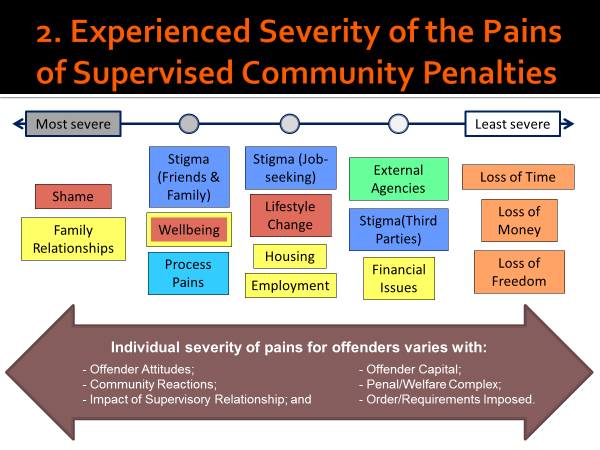 2. Experienced Severity of the Pains
of Supervised Community Penalties
Most severe
Least severe
Shame
Family
Relationships
Stigma
(Friends &
Family)
Wellbeing
Process
Pains
Stigma (Job-
seeking)
Lifestyle
Change
Housing
Employment
External
Agencies
Stigma(Third
Parties)
Financial
Issues
Loss of Time
Loss of
Money
Loss of
Freedom
Individual severity of pains for offenders varies with:
- Offender Attitudes;
- Community Reactions;
- Impact of Supervisory Relationship; and
- Offender Capital;
- Penal/Welfare Complex;
- Order/Requirements Imposed.